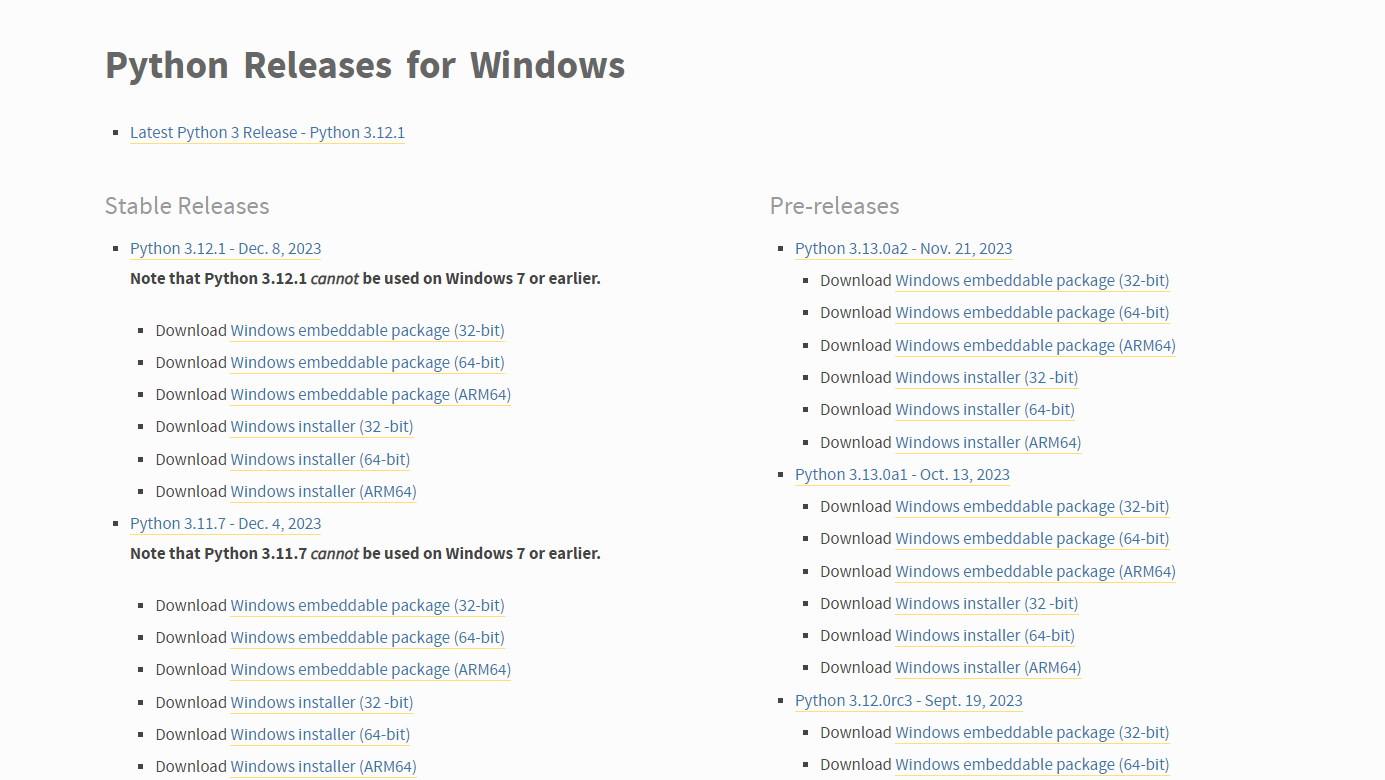 Python Releases for Windows
Latest Python 3 Release - Python 3.12.1
Stable Releases
Python 3.12.1 - Dec. 8, 2023
Note that Python 3.12.1 cannot be used on Windows 7 or earlier.
Download Windows embeddable package (32-bit)
Download Windows embeddable package (64-bit)
Download Windows embeddable package (ARM64)
Download Windows installer (32 -bit)
Download Windows installer (64-bit)
Download Windows installer (ARM64)
Python 3.11.7 - Dec. 4, 2023
Note that Python 3.11.7 cannot be used on Windows 7 or earlier.
Download Windows embeddable package (32-bit)
Download Windows embeddable package (64-bit)
Download Windows embeddable package (ARM64)
Download Windows installer (32 -bit)
Download Windows installer (64-bit)
Download Windows installer (ARM64)
Pre-releases
Python 3.13.0a2 - Nov. 21, 2023
Download Windows embeddable package (32-bit)
Download Windows embeddable package (64-bit)
Download Windows embeddable package (ARM64)
Download Windows installer (32 -bit)
Download Windows installer (64-bit)
Download Windows installer (ARM64)
Python 3.13.0a1 - Oct. 13, 2023
Download Windows embeddable package (32-bit)
Download Windows embeddable package (64-bit)
Download Windows embeddable package (ARM64)
Download Windows installer (32 -bit)
Download Windows installer (64-bit)
Download Windows installer (ARM64)
Python 3.12.0rc3 - Sept. 19, 2023
Download Windows embeddable package (32-bit)
Download Windows embeddable package (64-bit)